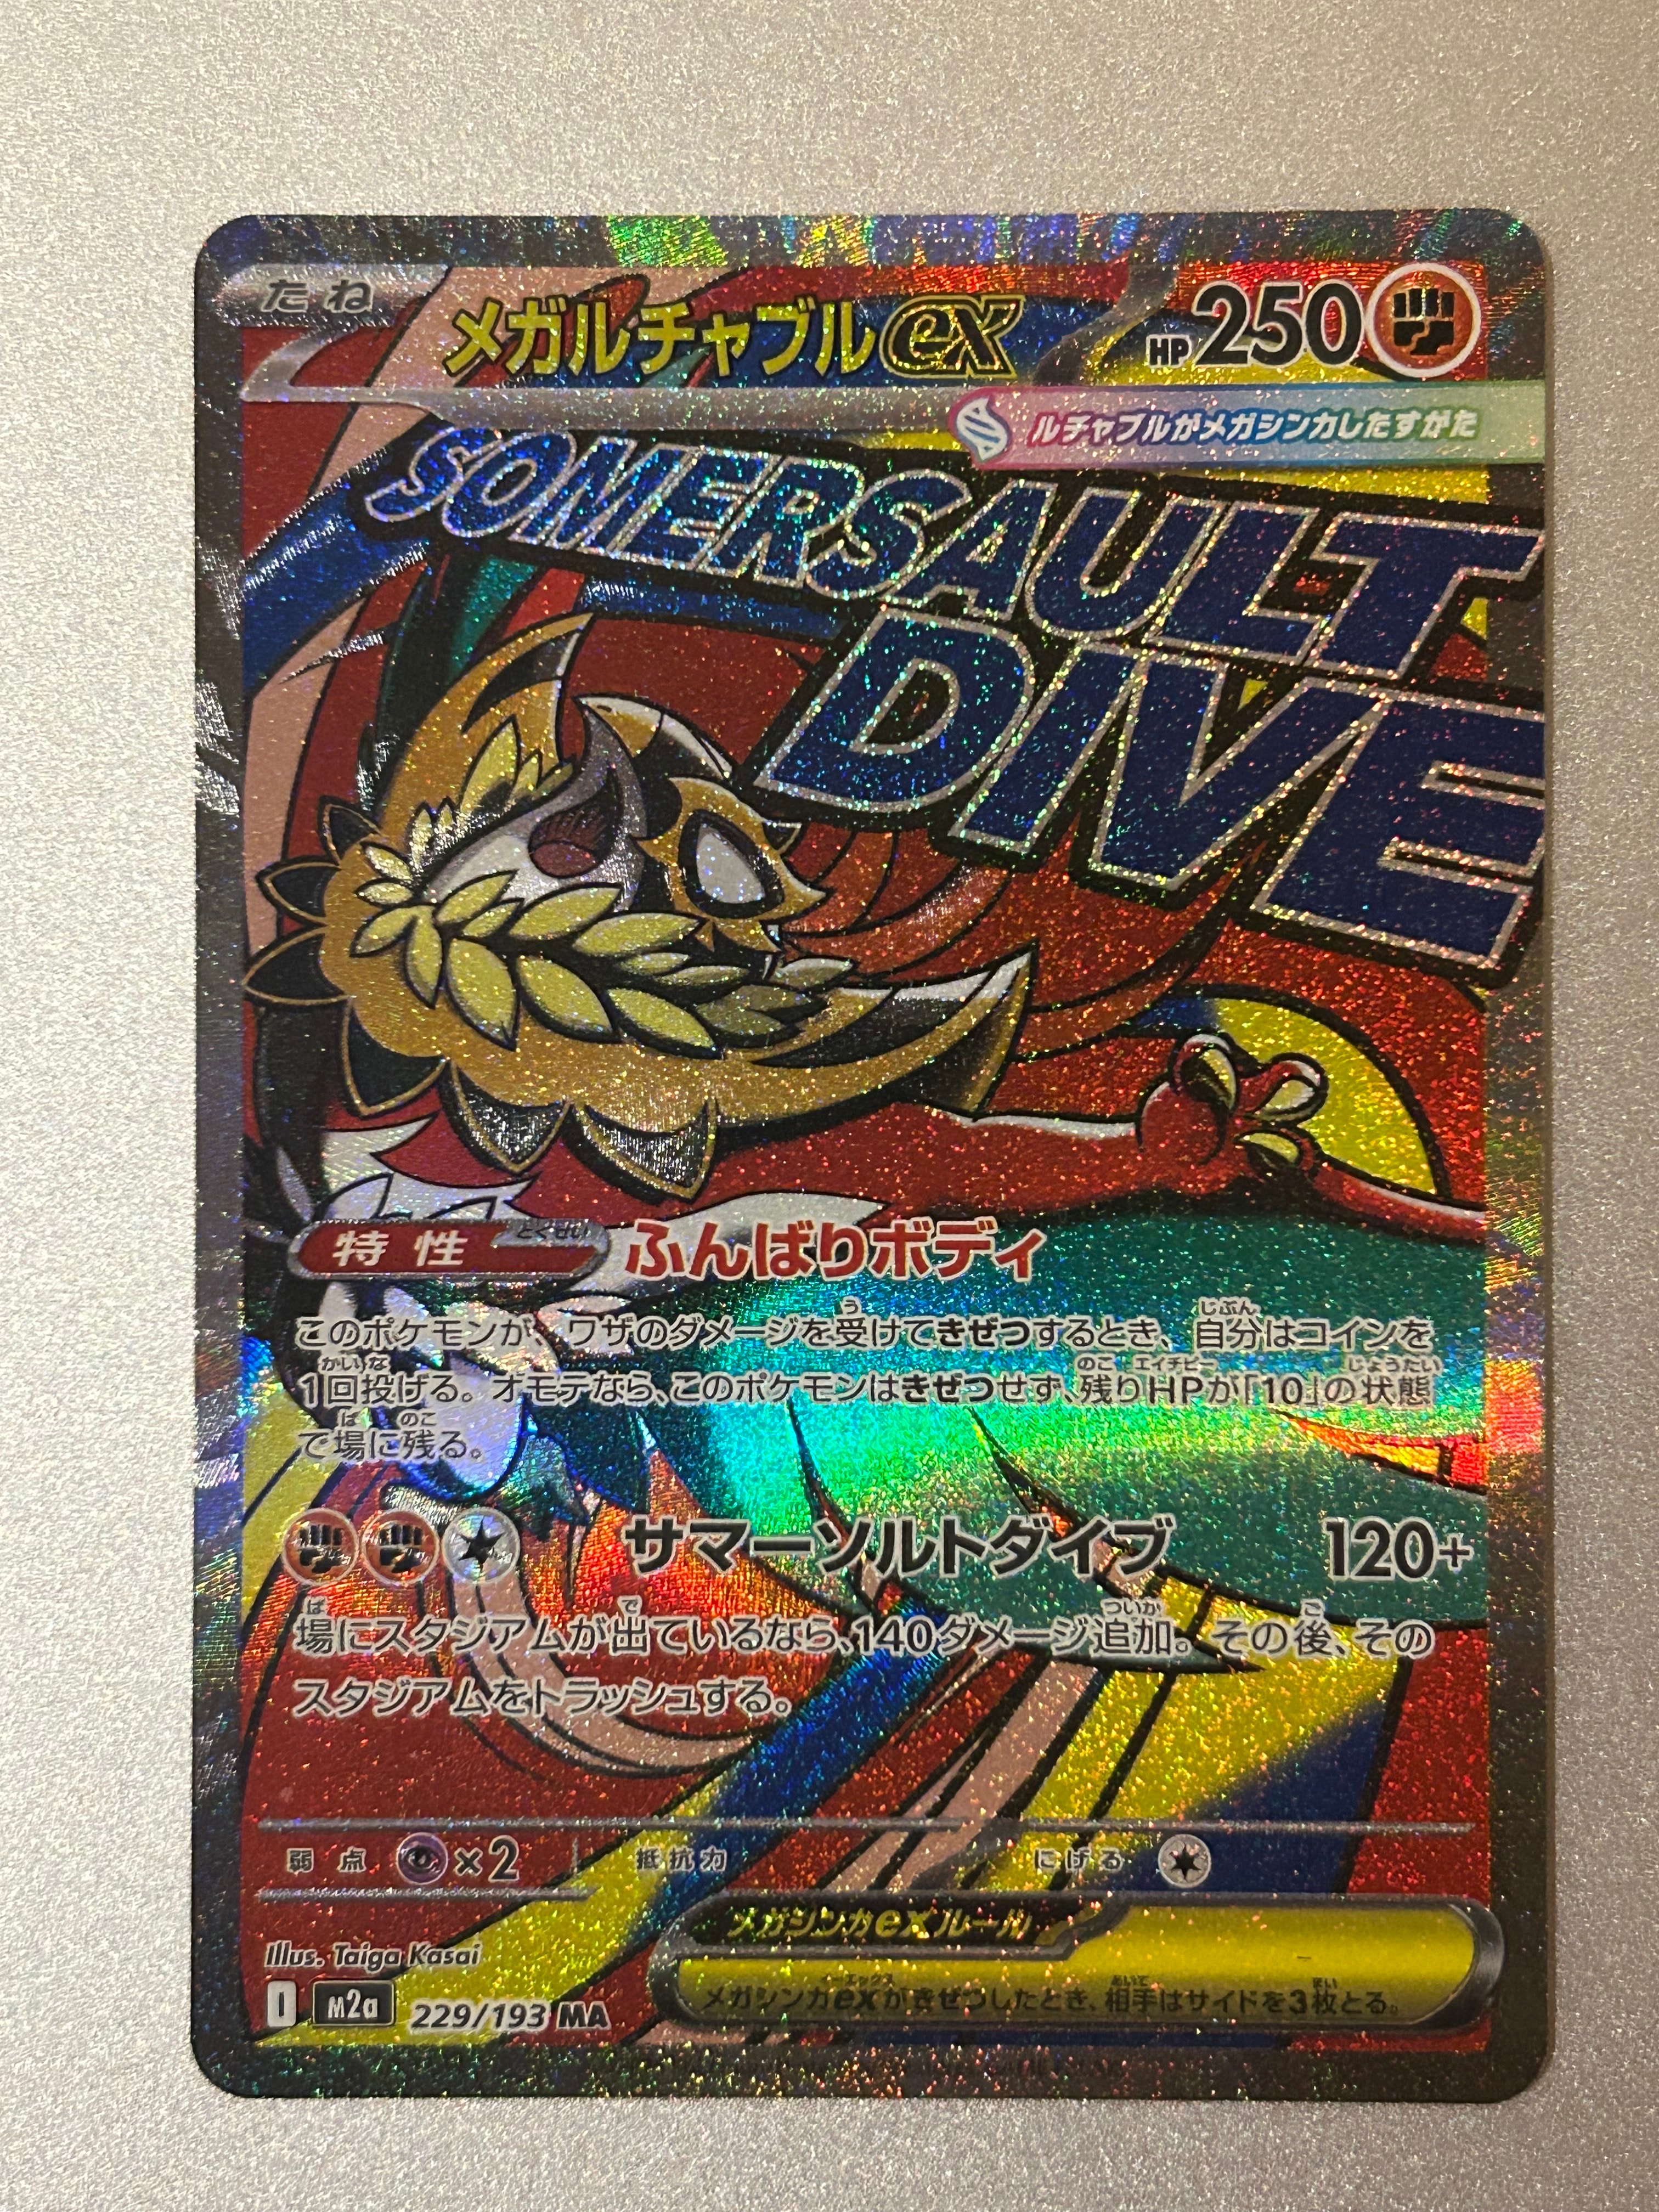 たね
メガルチャブルex
HP 250
ルチャブルがメガシンカしたすがた
SOMERSAULT
DIVE
特性
とくせい
ふんばりボディ
このポケモンが、ワザのダメージを受けてきぜつするとき、自分はコインを
1回投げる。オモテなら、このポケモンはきぜつせず、残りHPが「10」の状態
で場に残る。
サマーソルトダイブ 120+
場にスタジアムが出ているなら、140ダメージ追加。その後、その
スタジアムをトラッシュする。
弱点 ×2 抵抗力 にげる
メガシンカexルール
メガシンカexがきぜつしたとき、相手はサイドを3枚とる。
Illus. Taiga Kasai
I m2a 229/193 MA